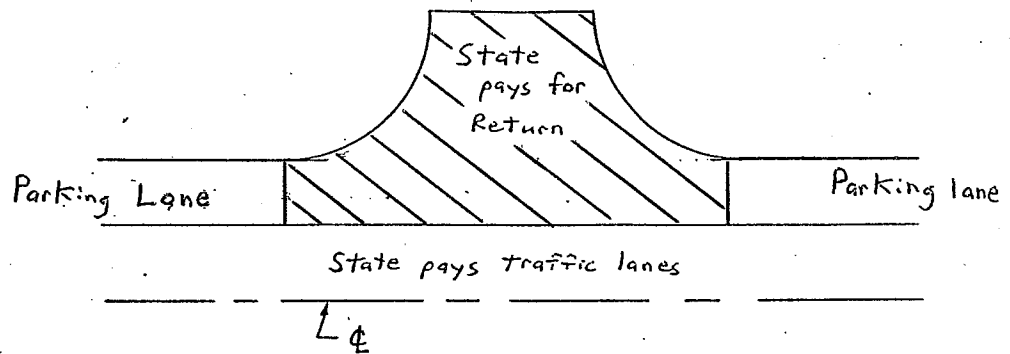 State
pays for
Return
Parking Lane
Parking lane
State pays traffic lanes
℄